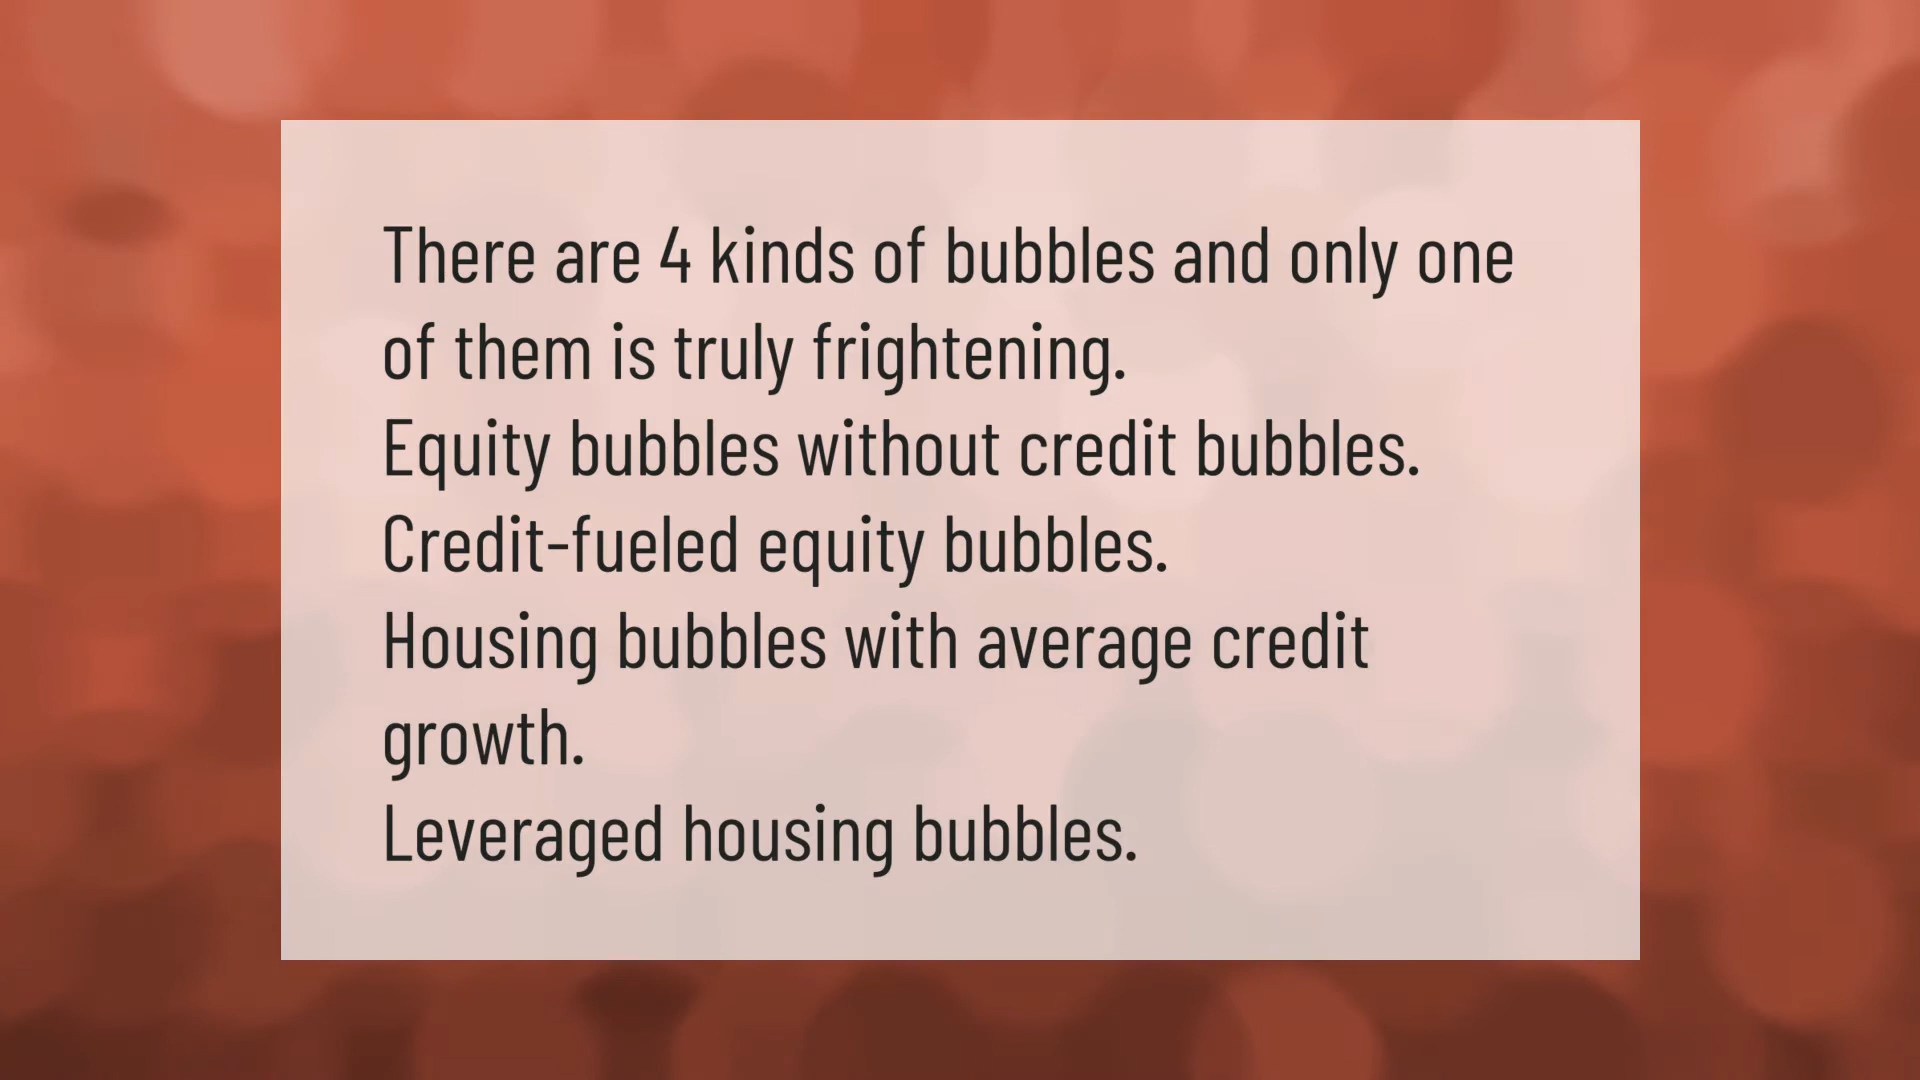 There are 4 kinds of bubbles and only one
of them is truly frightening.
Equity bubbles without credit bubbles.
Credit-fueled equity bubbles.
Housing bubbles with average credit
growth.
Leveraged housing bubbles.